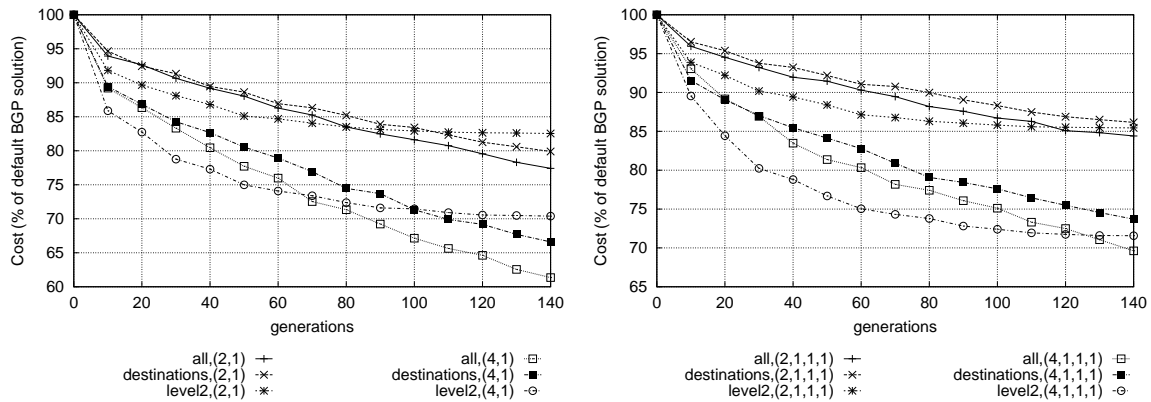 Cost (% of default BGP solution)
100
95
90
85
80
75
70
65
60
0 20 40 60 80 100 120 140
generations
all,(2,1)
destinations,(2,1)
level2,(2,1)
all,(4,1)
destinations,(4,1)
level2,(4,1)
Cost (% of default BGP solution)
100
95
90
85
80
75
70
65
0 20 40 60 80 100 120 140
generations
all,(2,1,1,1)
destinations,(2,1,1,1)
level2,(2,1,1,1)
all,(4,1,1,1)
destinations,(4,1,1,1)
level2,(4,1,1,1)